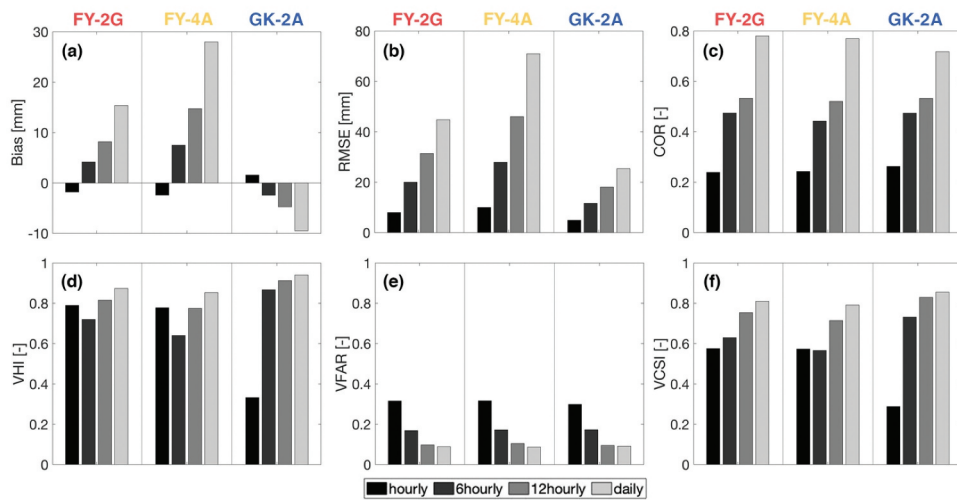 FY-2G FY-4A GK-2A FY-2G FY-4A GK-2A FY-2G FY-4A GK-2A
(a)
Bias [mm]
30
20
10
0
-10
(b)
RMSE [mm]
80
60
40
20
0
(c)
COR [-]
0.8
0.6
0.4
0.2
0
(d)
VHI [-]
1
0.8
0.6
0.4
0.2
0
(e)
VFAR [-]
1
0.8
0.6
0.4
0.2
0
(f)
VCSI [-]
1
0.8
0.6
0.4
0.2
0
hourly 6hourly 12hourly daily